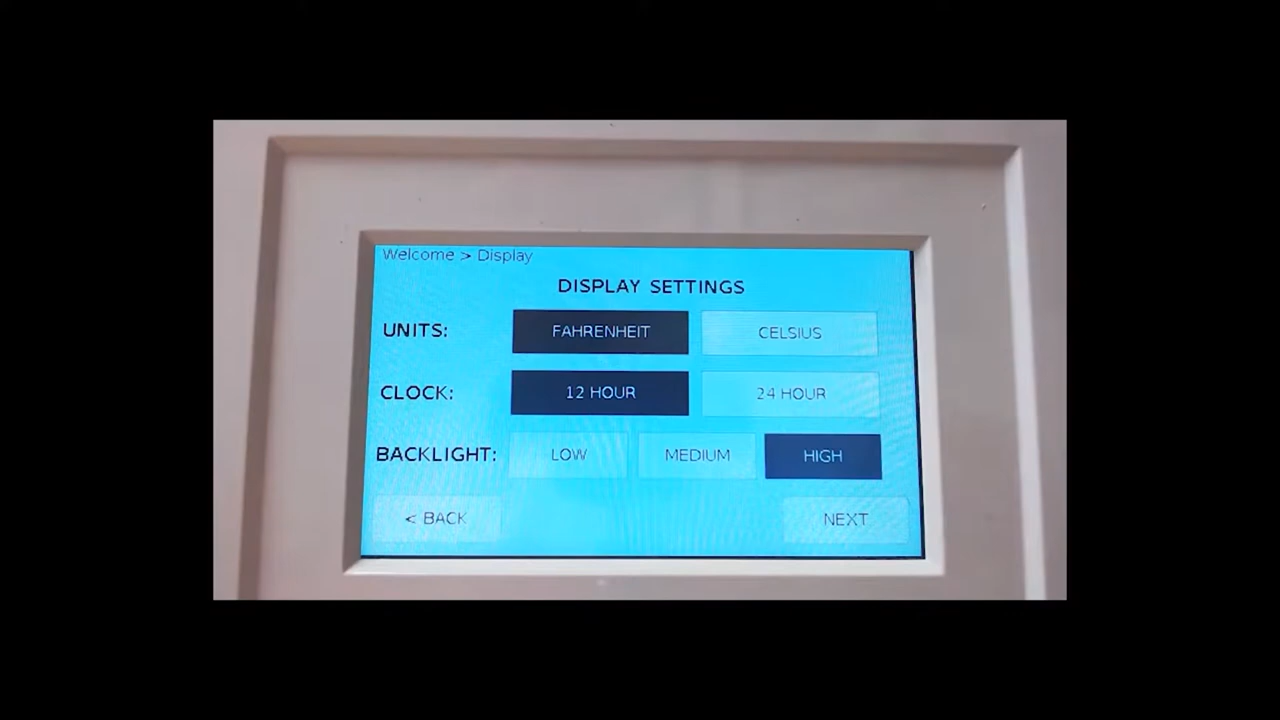 Welcome > Display
DISPLAY SETTINGS
UNITS: FAHRENHEIT CELSIUS
CLOCK: 12 HOUR 24 HOUR
BACKLIGHT: LOW MEDIUM HIGH
< BACK NEXT